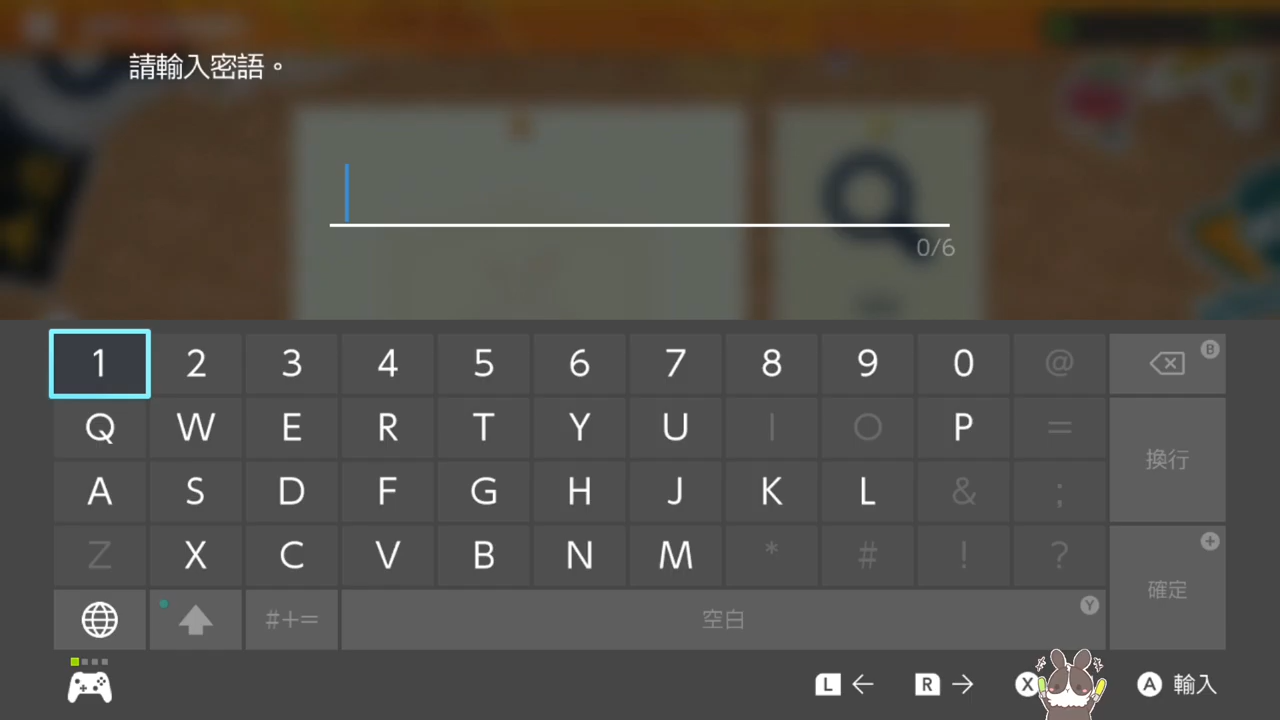 請輸入密語。
0/6
1 2 3 4 5 6 7 8 9 0 @ B
Q W E R T Y U I O P = 換行
A S D F G H J K L & ;
Z X C V B N M * # ! ? + 確定
#+= 空白 Y
L ← R → X A 輸入